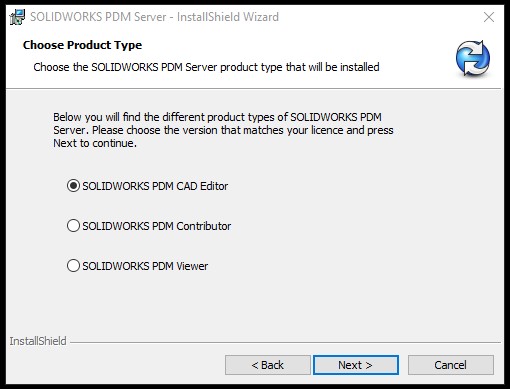 SOLIDWORKS PDM Server - InstallShield Wizard
Choose Product Type
Choose the SOLIDWORKS PDM Server product type that will be installed
Below you will find the different product types of SOLIDWORKS PDM
Server. Please choose the version that matches your licence and press
Next to continue.
SOLIDWORKS PDM CAD Editor
SOLIDWORKS PDM Contributor
SOLIDWORKS PDM Viewer
InstallShield
< Back
Next >
Cancel